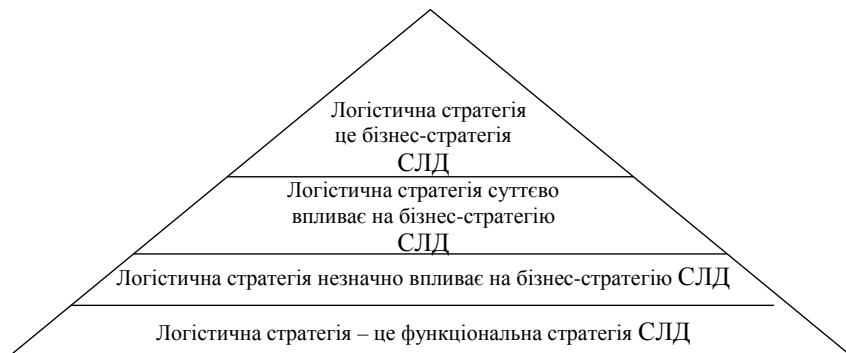 Логістична стратегія
це бізнес-стратегія
СЛД
Логістична стратегія суттєво
впливає на бізнес-стратегію
СЛД
Логістична стратегія незначно впливає на бізнес-стратегію СЛД
Логістична стратегія – це функціональна стратегія СЛД